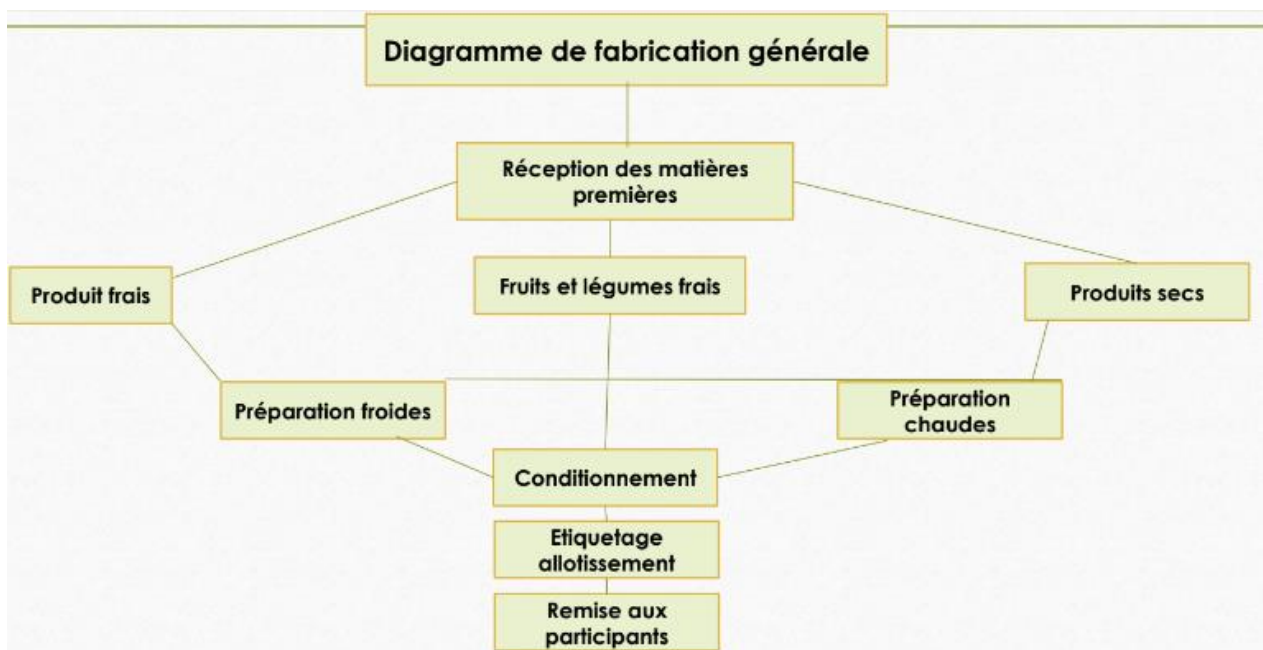 Diagramme de fabrication générale
Réception des matières
premières
Produit frais
Fruits et légumes frais
Produits secs
Préparation froides
Préparation
chaudes
Conditionnement
Etiquetage
allotissement
Remise aux
participants